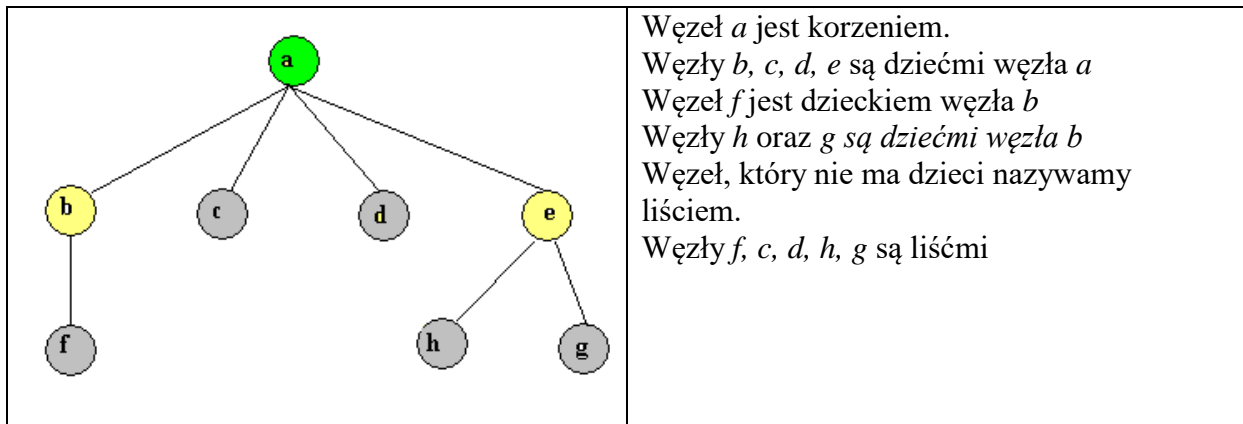 a
b
c
d
e
f
h
g
Węzeł a jest korzeniem.
Węzły b, c, d, e są dziećmi węzła a
Węzeł f jest dzieckiem węzła b
Węzły h oraz g są dziećmi węzła b
Węzeł, który nie ma dzieci nazywamy
liściem.
Węzły f, c, d, h, g są liśćmi